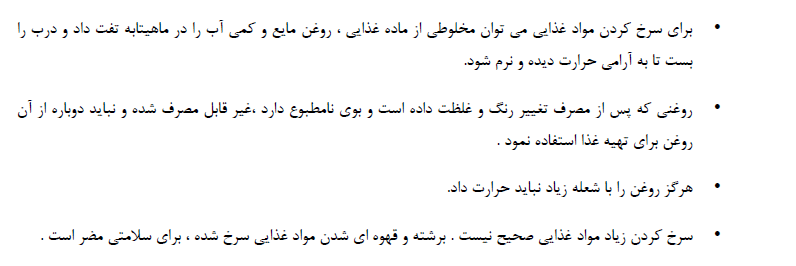 • برای سرخ کردن مواد غذایی می توان مخلوطی از ماده غذایی ، روغن مایع و کمی آب را در ماهیتابه تفت داد و درب را
بست تا به آرامی حرارت دیده و نرم شود.
• روغنی که پس از مصرف تغییر رنگ و غلظت داده است و بوی نامطبوع دارد ،غیر قابل مصرف شده و نباید دوباره از آن
روغن برای تهیه غذا استفاده نمود .
• هرگز روغن را با شعله زیاد نباید حرارت داد.
• سرخ کردن زیاد مواد غذایی صحیح نیست . برشته و قهوه ای شدن مواد غذایی سرخ شده ، برای سلامتی مضر است .